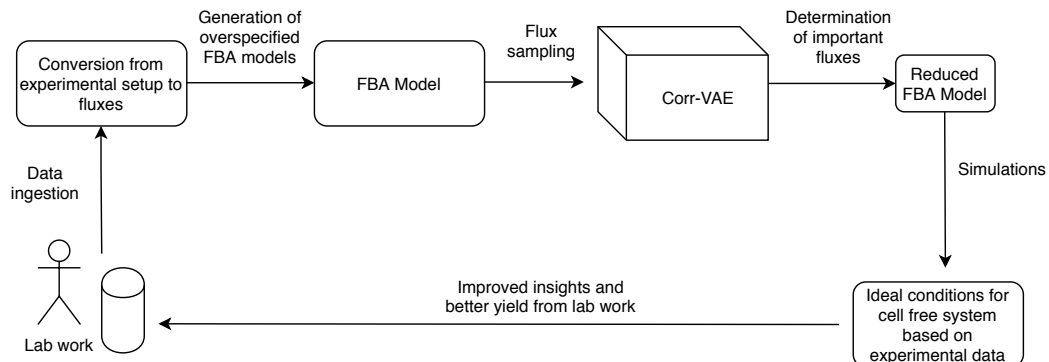 Conversion from
experimental setup to
fluxes
Generation of
overspecified
FBA models
FBA Model
Flux
sampling
Corr-VAE
Determination
of important
fluxes
Reduced
FBA Model
Simulations
Ideal conditions for
cell free system
based on
experimental data
Improved insights and
better yield from lab work
Lab work
Data
ingestion